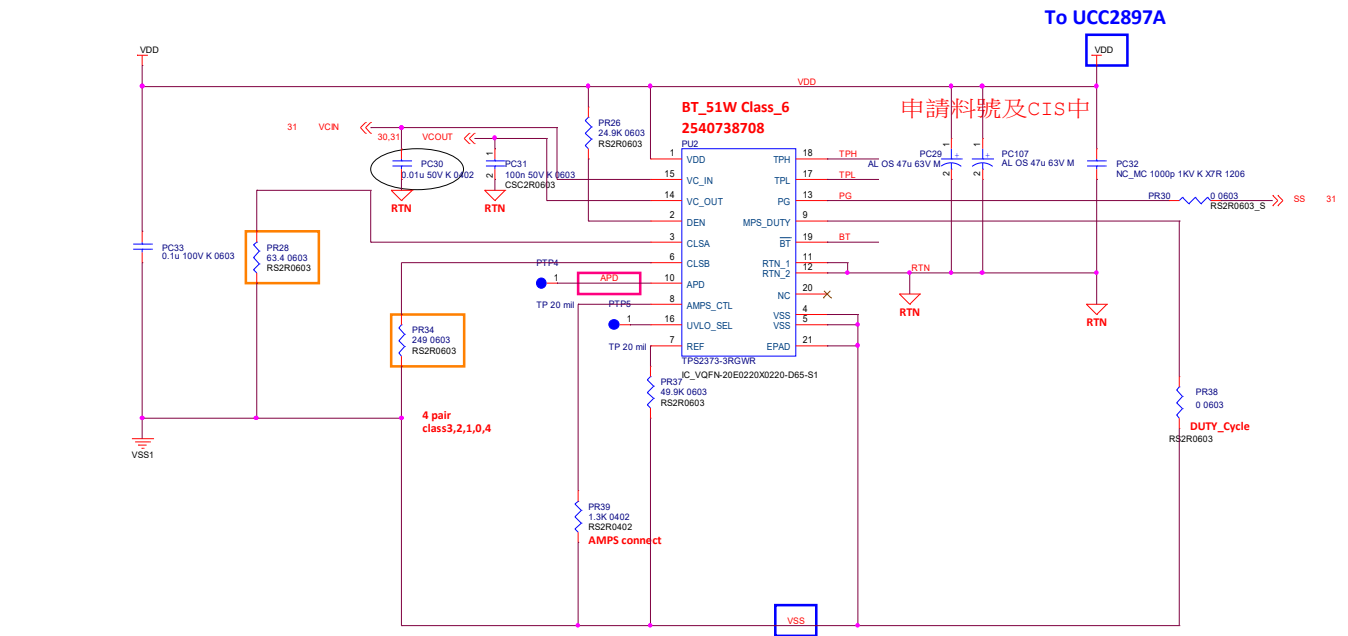 To UCC2897A
VDD
VDD
VDD
BT_51W Class_6
2540738708
申請料號及CIS中
31 VCIN
30,31 VCOUT
PR26
24.9K 0603
RS2R0603
PC30
0.01u 50V K 0402
RTN
1
2
PC31
100n 50V K 0603
CSC2R0603
RTN
PU2
1 VDD
15 VC_IN
14 VC_OUT
2 DEN
3 CLSA
6 CLSB
10 APD
8 AMPS_CTL
16 UVLO_SEL
7 REF
TPH 18 TPH
TPL 17 TPL
PG 13 PG
MPS_DUTY 9
BT 19 BT
RTN_1 11
RTN_2 12 RTN
NC 20
VSS 4
VSS 5
EPAD 21
TPS2373-3RGWR
IC_VQFN-20E0220X0220-D65-S1
PC29
AL OS 47u 63V M
1
2
PC107
AL OS 47u 63V M
1
2
PC32
NC_MC 1000p 1KV K X7R 1206
PR30 0 0603
RS2R0603_S
SS 31
RTN
RTN
PC33
0.1u 100V K 0603
PR28
63.4 0603
RS2R0603
PTP4
1 APD
TP 20 mil
PTP5
1
TP 20 mil
PR34
249 0603
RS2R0603
PR37
49.9K 0603
RS2R0603
PR38
0 0603
DUTY_Cycle
RS2R0603
4 pair
class3,2,1,0,4
VSS1
PR39
1.3K 0402
RS2R0402
AMPS connect
VSS